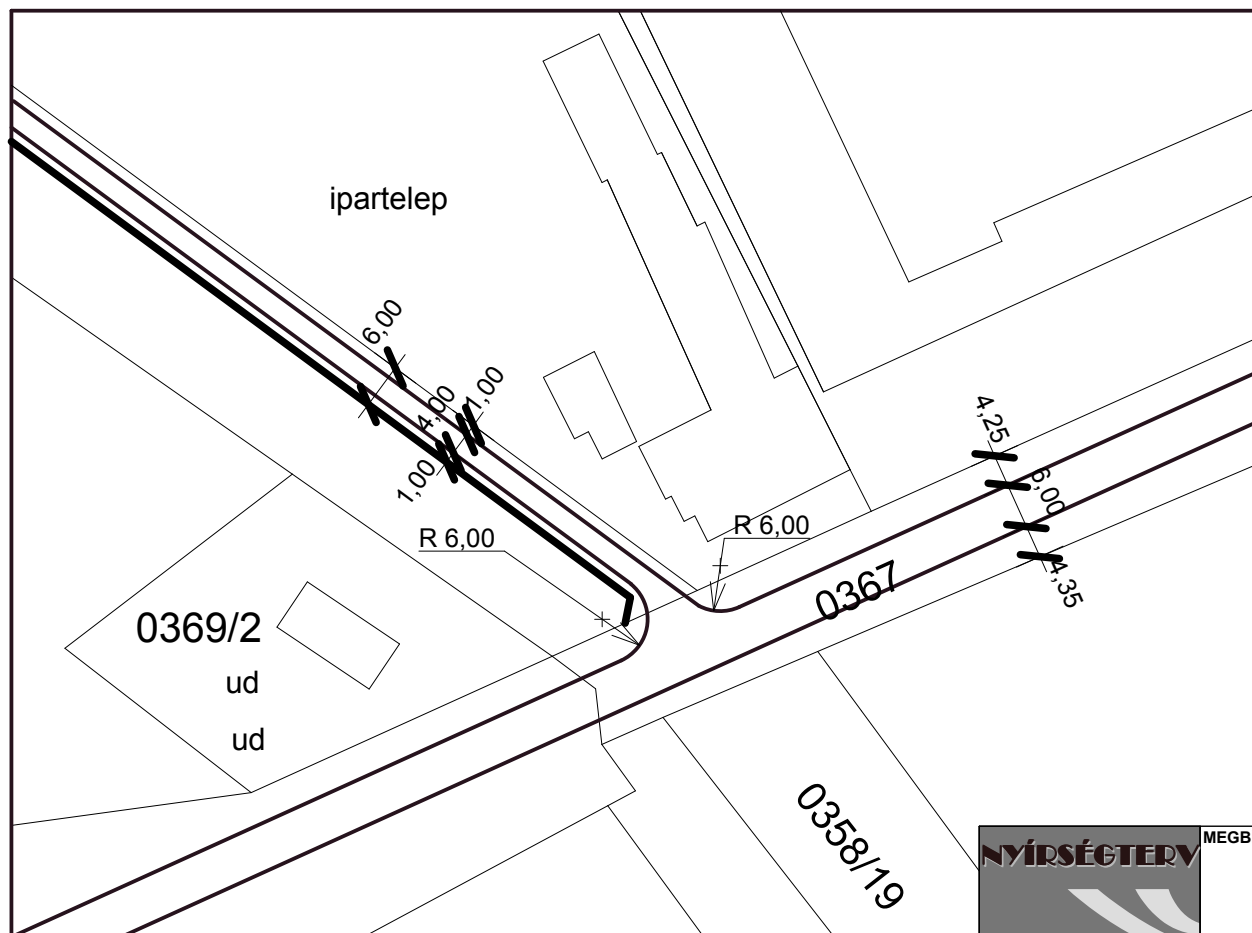 ipartelep
6,00
1,00
4,00
1,00
R 6,00
R 6,00
4,25
6,00
4,35
0367
0369/2
ud
ud
0358/19
NYÍRSÉGTERV
MEGB